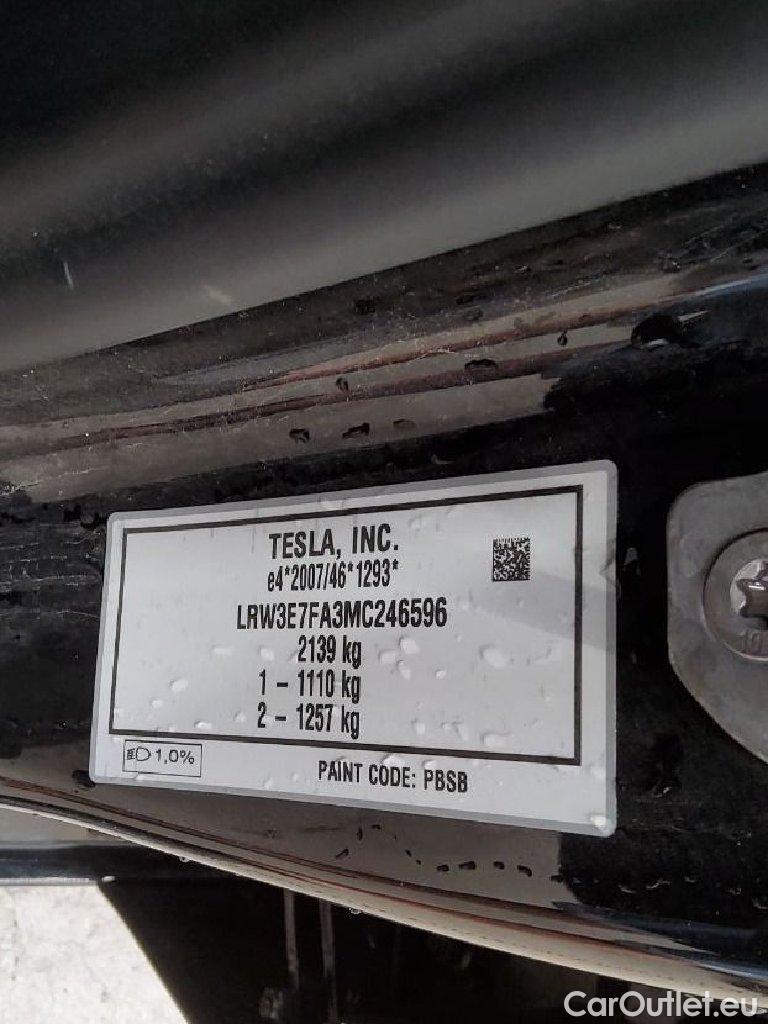 TESLA, INC.
e4*2007/46*1293*
LRW3E7FA3MC246596
2139 kg
1 - 1110 kg
2 - 1257 kg
1,0%
PAINT CODE: PBSB
10
CarOutlet.eu